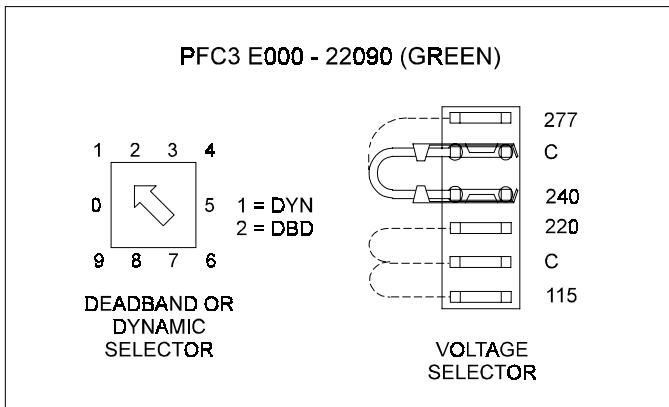 PFC3 E000 - 22090 (GREEN)
1 2 3 4
0 5
9 8 7 6
1 = DYN
2 = DBD
DEADBAND OR
DYNAMIC
SELECTOR
277
C
240
220
C
115
VOLTAGE
SELECTOR